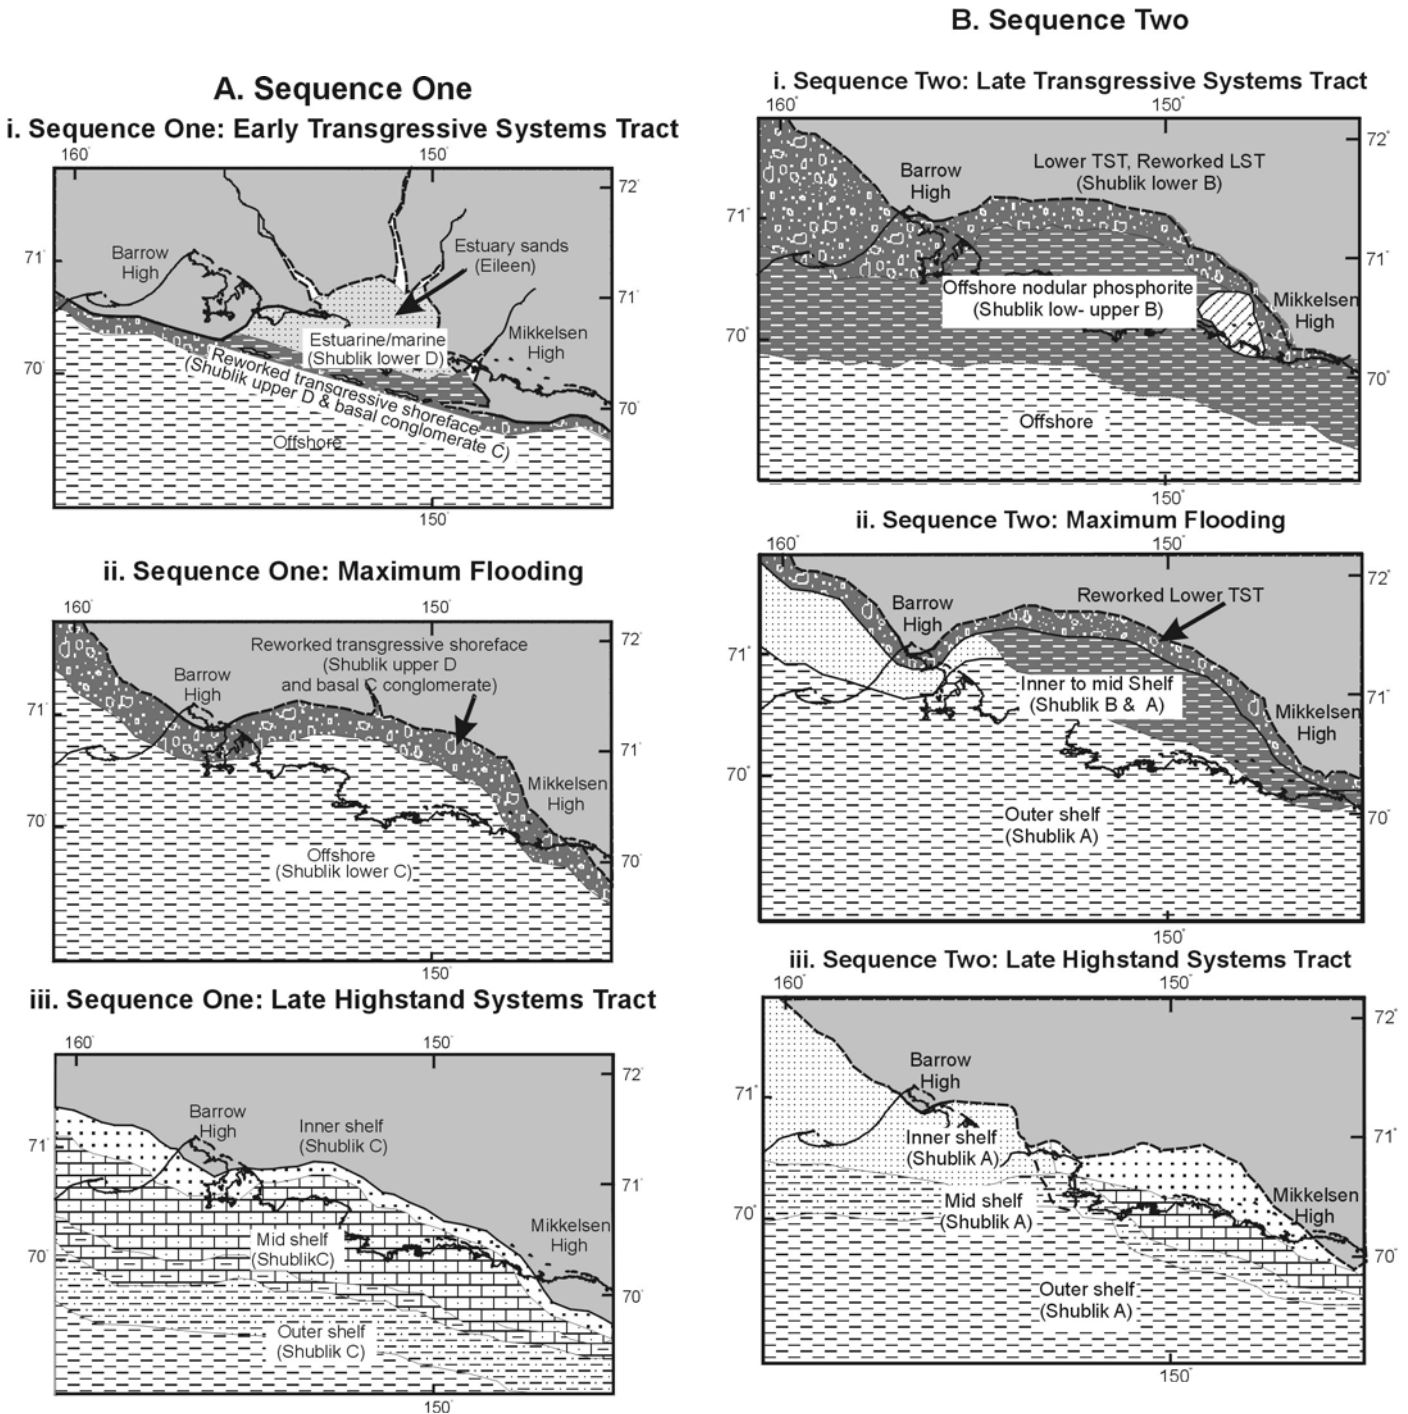 A. Sequence One
i. Sequence One: Early Transgressive Systems Tract
160°
150°
72°
71°
71°
70°
70°
150°
Barrow
High
Estuary sands
(Eileen)
Mikkelsen
High
Estuarine/marine
(Shublik lower D)
Reworked transgressive shoreface
(Shublik upper D & basal conglomerate C)
Offshore
ii. Sequence One: Maximum Flooding
160°
150°
72°
71°
71°
70°
70°
150°
Reworked transgressive shoreface
(Shublik upper D
and basal C conglomerate)
Barrow
High
Mikkelsen
High
Offshore
(Shublik lower C)
iii. Sequence One: Late Highstand Systems Tract
160°
150°
72°
71°
71°
70°
70°
150°
Barrow
High
Inner shelf
(Shublik C)
Mikkelsen
High
Mid shelf
(ShublikC)
Outer shelf
(Shublik C)
B. Sequence Two
i. Sequence Two: Late Transgressive Systems Tract
160°
150°
72°
71°
71°
70°
70°
150°
Barrow
High
Lower TST, Reworked LST
(Shublik lower B)
Offshore nodular phosphorite
(Shublik low- upper B)
Mikkelsen
High
Offshore
ii. Sequence Two: Maximum Flooding
160°
150°
72°
71°
71°
70°
70°
150°
Barrow
High
Reworked Lower TST
Inner to mid Shelf
(Shublik B & A)
Mikkelsen
High
Outer shelf
(Shublik A)
iii. Sequence Two: Late Highstand Systems Tract
160°
150°
72°
71°
71°
70°
70°
150°
Barrow
High
Inner shelf
(Shublik A)
Mid shelf
(Shublik A)
Mikkelsen
High
Outer shelf
(Shublik A)